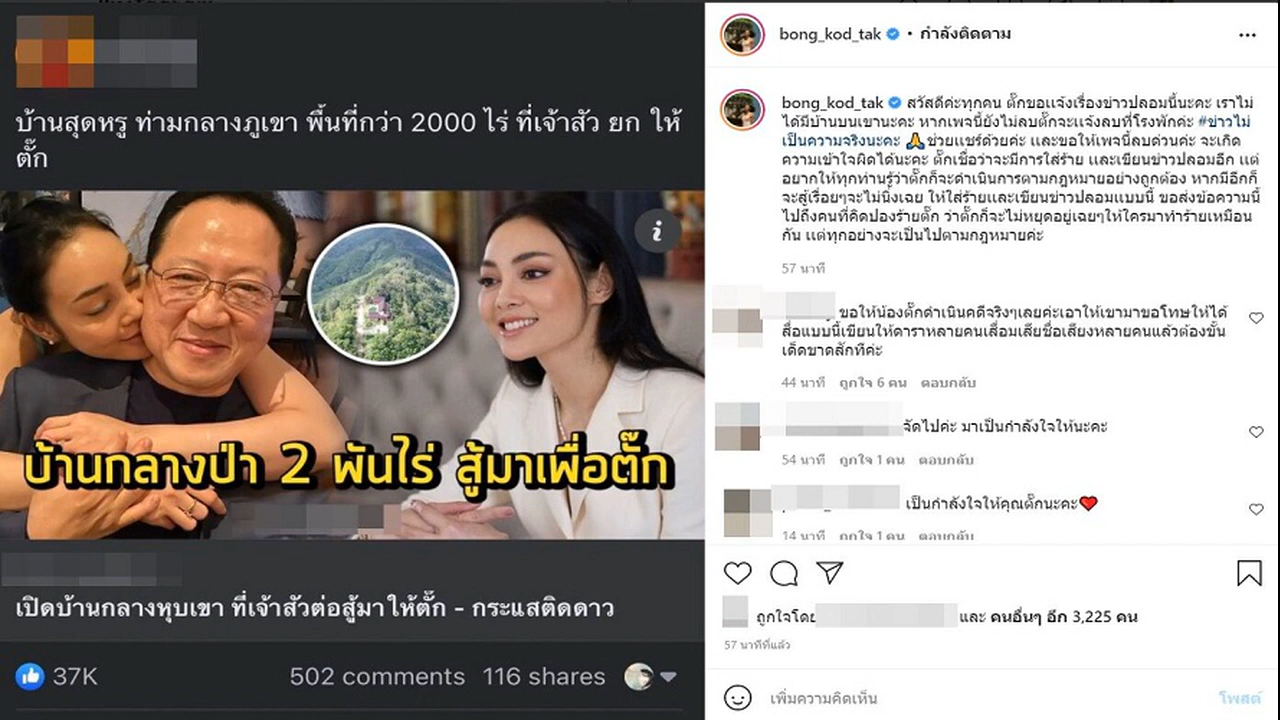 บ้านสุดหรู ท่ามกลางภูเขา พื้นที่กว่า 2000 ไร่ ที่เจ้าสัว ยก ให้
ตั๊ก
i
บ้านกลางป่า 2 พันไร่ สู้มาเพื่อตั๊ก
เปิดบ้านกลางหุบเขา ที่เจ้าสัวต่อสู้มาให้ตั๊ก - กระแสติดดาว
37K 502 comments 116 shares
bong_kod_tak • กำลังติดตาม
bong_kod_tak สวัสดีค่ะทุกคน ตั๊กขอแจ้งเรื่องข่าวปลอมนี้นะคะ เราไม่
ได้มีบ้านบนเขานะคะ หากเพจนี้ยังไม่ลบตั๊กจะแจ้งลบที่โรงพักค่ะ #ข่าวไม่
เป็นความจริงนะคะ 🙏ช่วยแชร์ด้วยค่ะ และขอให้เพจนี้ลบด่วนค่ะ จะเกิด
ความเข้าใจผิดได้นะคะ ตั๊กเชื่อว่าจะมีการใส่ร้าย และเขียนข่าวปลอมอีก แต่
อยากให้ทุกท่านรู้ว่าตั๊กก็จะดำเนินการตามกฎหมายอย่างถูกต้อง หากมีอีกก็
จะสู้เรื่อยๆจะไม่นิ่งเฉย ให้ใส่ร้ายและเขียนข่าวปลอมแบบนี้ ขอส่งข้อความนี้
ไปถึงคนที่คิดปองร้ายตั๊ก ว่าตั๊กก็จะไม่หยุดอยู่เฉยๆให้ใครมาทำร้ายเหมือน
กัน แต่ทุกอย่างจะเป็นไปตามกฎหมายค่ะ
57 นาที
ขอให้น้องตั๊กดำเนินคดีจริงๆเลยค่ะเอาให้เขามาขอโทษให้ได้
สื่อแบบนี้เขียนให้ดาราหลายคนเสื่อมเสียชื่อเสียงหลายคนแล้วต้องขั้น
เด็ดขาดสักทีค่ะ
44 นาที ถูกใจ 6 คน ตอบกลับ
จัดไปค่ะ มาเป็นกำลังใจให้นะคะ
54 นาที ถูกใจ 1 คน ตอบกลับ
เป็นกำลังใจให้คุณตั๊กนะคะ❤️
14 นาที ถูกใจ 1 คน ตอบกลับ
ถูกใจโดย และ คนอื่นๆ อีก 3,225 คน
57 นาทีที่แล้ว
เพิ่มความคิดเห็น โพสต์